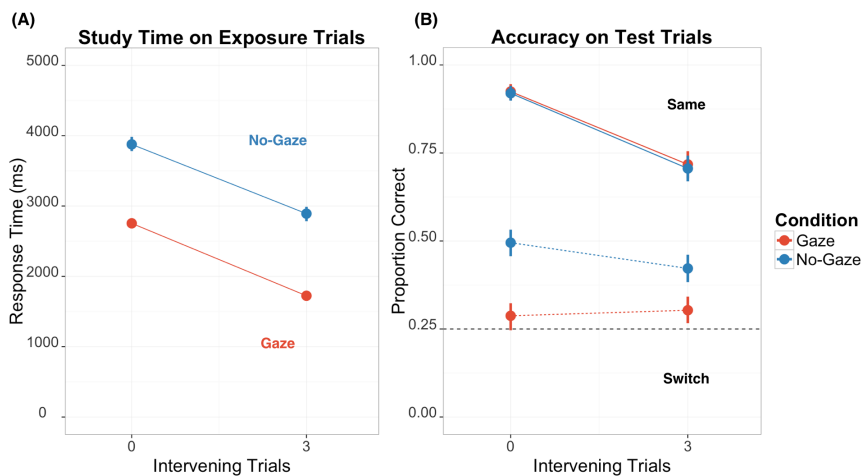 (A)
Study Time on Exposure Trials
5000
4000
3000
2000
1000
0
Response Time (ms)
No-Gaze
Gaze
0 3
Intervening Trials
(B)
Accuracy on Test Trials
1.00
0.75
0.50
0.25
0.00
Proportion Correct
Same
Switch
0 3
Intervening Trials
Condition
Gaze
No-Gaze